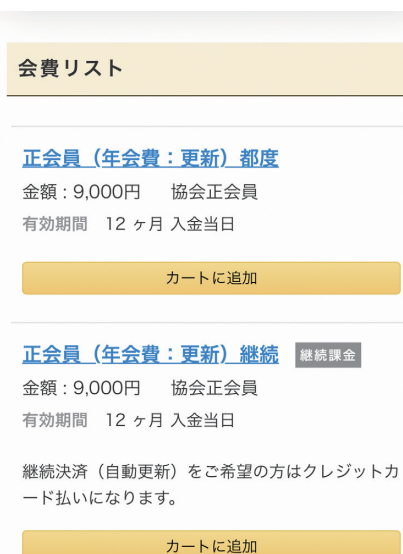 会費リスト
正会員（年会費：更新）都度
金額 : 9,000円　協会正会員
有効期間　12 ヶ月 入金当日
カートに追加
正会員（年会費：更新）継続　継続課金
金額 : 9,000円　協会正会員
有効期間　12 ヶ月 入金当日
継続決済（自動更新）をご希望の方はクレジットカ
ード払いになります。
カートに追加